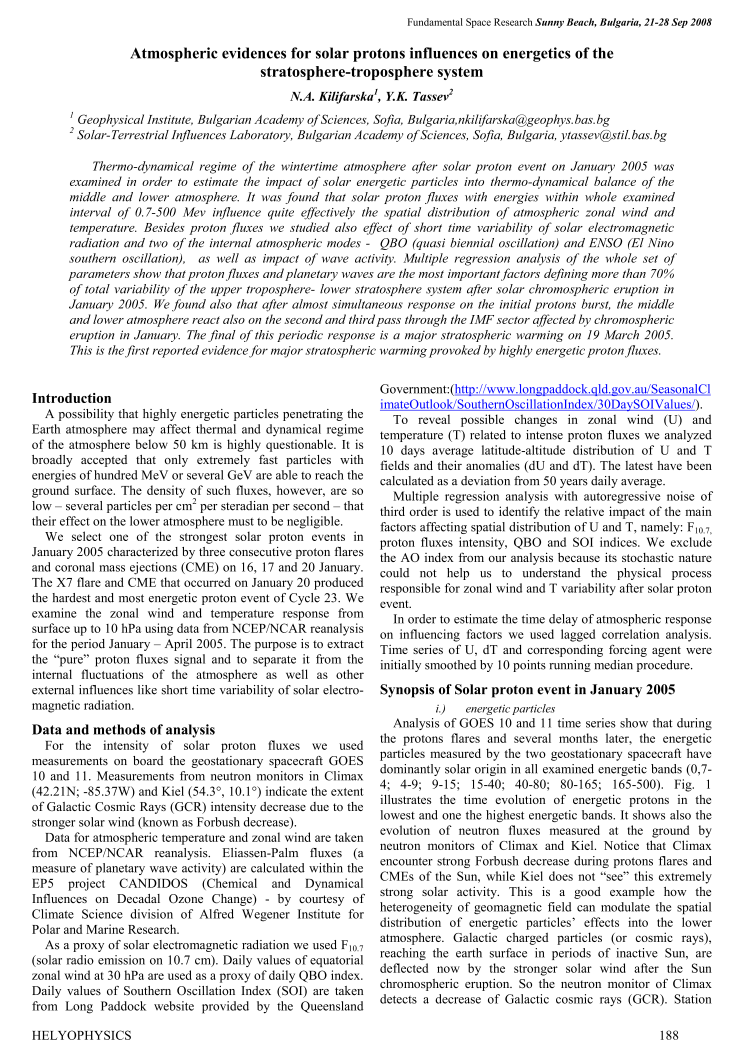 Fundamental Space Research Sunny Beach, Bulgaria, 21-28 Sep 2008
Atmospheric evidences for solar protons influences on energetics of the
stratosphere-troposphere system
N.A. Kilifarska1, Y.K. Tassev2
1 Geophysical Institute, Bulgarian Academy of Sciences, Sofia, Bulgaria,nkilifarska@geophys.bas.bg
2 Solar-Terrestrial Influences Laboratory, Bulgarian Academy of Sciences, Sofia, Bulgaria, ytassev@stil.bas.bg
Thermo-dynamical regime of the wintertime atmosphere after solar proton event on January 2005 was
examined in order to estimate the impact of solar energetic particles into thermo-dynamical balance of the
middle and lower atmosphere. It was found that solar proton fluxes with energies within whole examined
interval of 0.7-500 Mev influence quite effectively the spatial distribution of atmospheric zonal wind and
temperature. Besides proton fluxes we studied also effect of short time variability of solar electromagnetic
radiation and two of the internal atmospheric modes - QBO (quasi biennial oscillation) and ENSO (El Nino
southern oscillation), as well as impact of wave activity. Multiple regression analysis of the whole set of
parameters show that proton fluxes and planetary waves are the most important factors defining more than 70%
of total variability of the upper troposphere- lower stratosphere system after solar chromospheric eruption in
January 2005. We found also that after almost simultaneous response on the initial protons burst, the middle
and lower atmosphere react also on the second and third pass through the IMF sector affected by chromospheric
eruption in January. The final of this periodic response is a major stratospheric warming on 19 March 2005.
This is the first reported evidence for major stratospheric warming provoked by highly energetic proton fluxes.
Introduction
A possibility that highly energetic particles penetrating the
Earth atmosphere may affect thermal and dynamical regime
of the atmosphere below 50 km is highly questionable. It is
broadly accepted that only extremely fast particles with
energies of hundred MeV or several GeV are able to reach the
ground surface. The density of such fluxes, however, are so
low – several particles per cm2 per steradian per second – that
their effect on the lower atmosphere must to be negligible.
We select one of the strongest solar proton events in
January 2005 characterized by three consecutive proton flares
and coronal mass ejections (CME) on 16, 17 and 20 January.
The X7 flare and CME that occurred on January 20 produced
the hardest and most energetic proton event of Cycle 23. We
examine the zonal wind and temperature response from
surface up to 10 hPa using data from NCEP/NCAR reanalysis
for the period January – April 2005. The purpose is to extract
the “pure” proton fluxes signal and to separate it from the
internal fluctuations of the atmosphere as well as other
external influences like short time variability of solar electro-
magnetic radiation.
Data and methods of analysis
For the intensity of solar proton fluxes we used
measurements on board the geostationary spacecraft GOES
10 and 11. Measurements from neutron monitors in Climax
(42.21N; -85.37W) and Kiel (54.3°, 10.1°) indicate the extent
of Galactic Cosmic Rays (GCR) intensity decrease due to the
stronger solar wind (known as Forbush decrease).
Data for atmospheric temperature and zonal wind are taken
from NCEP/NCAR reanalysis. Eliassen-Palm fluxes (a
measure of planetary wave activity) are calculated within the
EP5 project CANDIDOS (Chemical and Dynamical
Influences on Decadal Ozone Change) - by courtesy of
Climate Science division of Alfred Wegener Institute for
Polar and Marine Research.
As a proxy of solar electromagnetic radiation we used F10.7
(solar radio emission on 10.7 cm). Daily values of equatorial
zonal wind at 30 hPa are used as a proxy of daily QBO index.
Daily values of Southern Oscillation Index (SOI) are taken
from Long Paddock website provided by the Queensland
Government:(http://www.longpaddock.qld.gov.au/SeasonalCl
imateOutlook/SouthernOscillationIndex/30DaySOIValues/).
To reveal possible changes in zonal wind (U) and
temperature (T) related to intense proton fluxes we analyzed
10 days average latitude-altitude distribution of U and T
fields and their anomalies (dU and dT). The latest have been
calculated as a deviation from 50 years daily average.
Multiple regression analysis with autoregressive noise of
third order is used to identify the relative impact of the main
factors affecting spatial distribution of U and T, namely: F10.7,
proton fluxes intensity, QBO and SOI indices. We exclude
the AO index from our analysis because its stochastic nature
could not help us to understand the physical process
responsible for zonal wind and T variability after solar proton
event.
In order to estimate the time delay of atmospheric response
on influencing factors we used lagged correlation analysis.
Time series of U, dT and corresponding forcing agent were
initially smoothed by 10 points running median procedure.
Synopsis of Solar proton event in January 2005
i.) energetic particles
Analysis of GOES 10 and 11 time series show that during
the protons flares and several months later, the energetic
particles measured by the two geostationary spacecraft have
dominantly solar origin in all examined energetic bands (0,7-
4; 4-9; 9-15; 15-40; 40-80; 80-165; 165-500). Fig. 1
illustrates the time evolution of energetic protons in the
lowest and one the highest energetic bands. It shows also the
evolution of neutron fluxes measured at the ground by
neutron monitors of Climax and Kiel. Notice that Climax
encounter strong Forbush decrease during protons flares and
CMEs of the Sun, while Kiel does not “see” this extremely
strong solar activity. This is a good example how the
heterogeneity of geomagnetic field can modulate the spatial
distribution of energetic particles’ effects into the lower
atmosphere. Galactic charged particles (or cosmic rays),
reaching the earth surface in periods of inactive Sun, are
deflected now by the stronger solar wind after the Sun
chromospheric eruption. So the neutron monitor of Climax
detects a decrease of Galactic cosmic rays (GCR). Station
HELYOPHYSICS 188